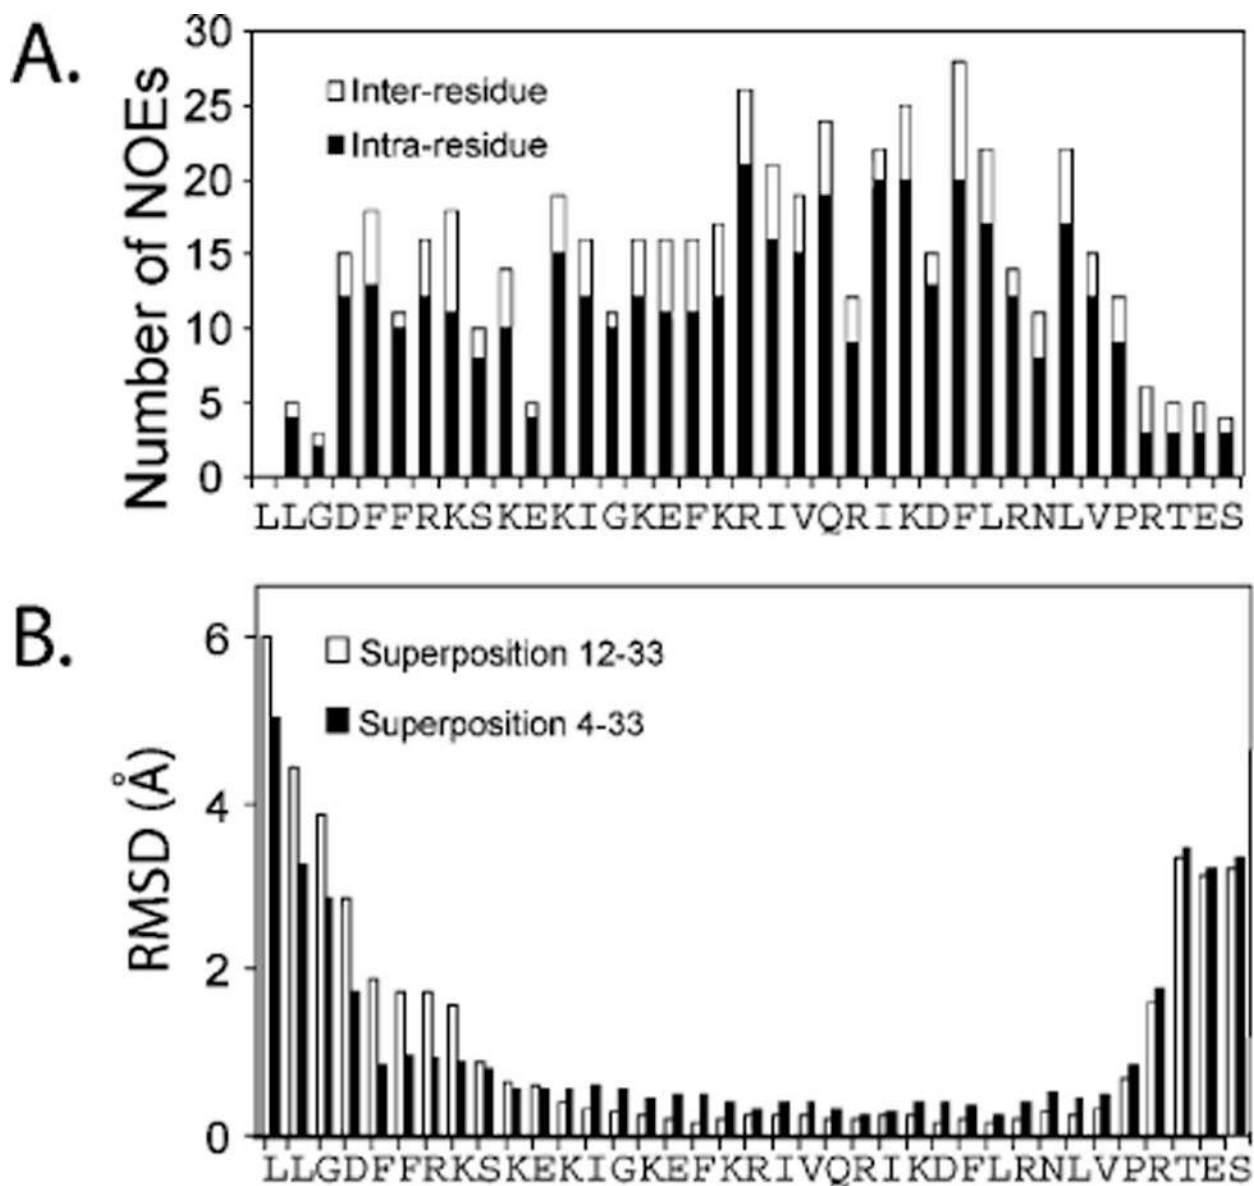 A.
Number of NOEs
30
25
20
15
10
5
0
Inter-residue
Intra-residue
LLGDFFRKSKEKIGKEFKRIVQRIKDFLRNLVPRTES
B.
RMSD (Å)
6
4
2
0
Superposition 12-33
Superposition 4-33
LLGDFFRKSKEKIGKEFKRIVQRIKDFLRNLVPRTES